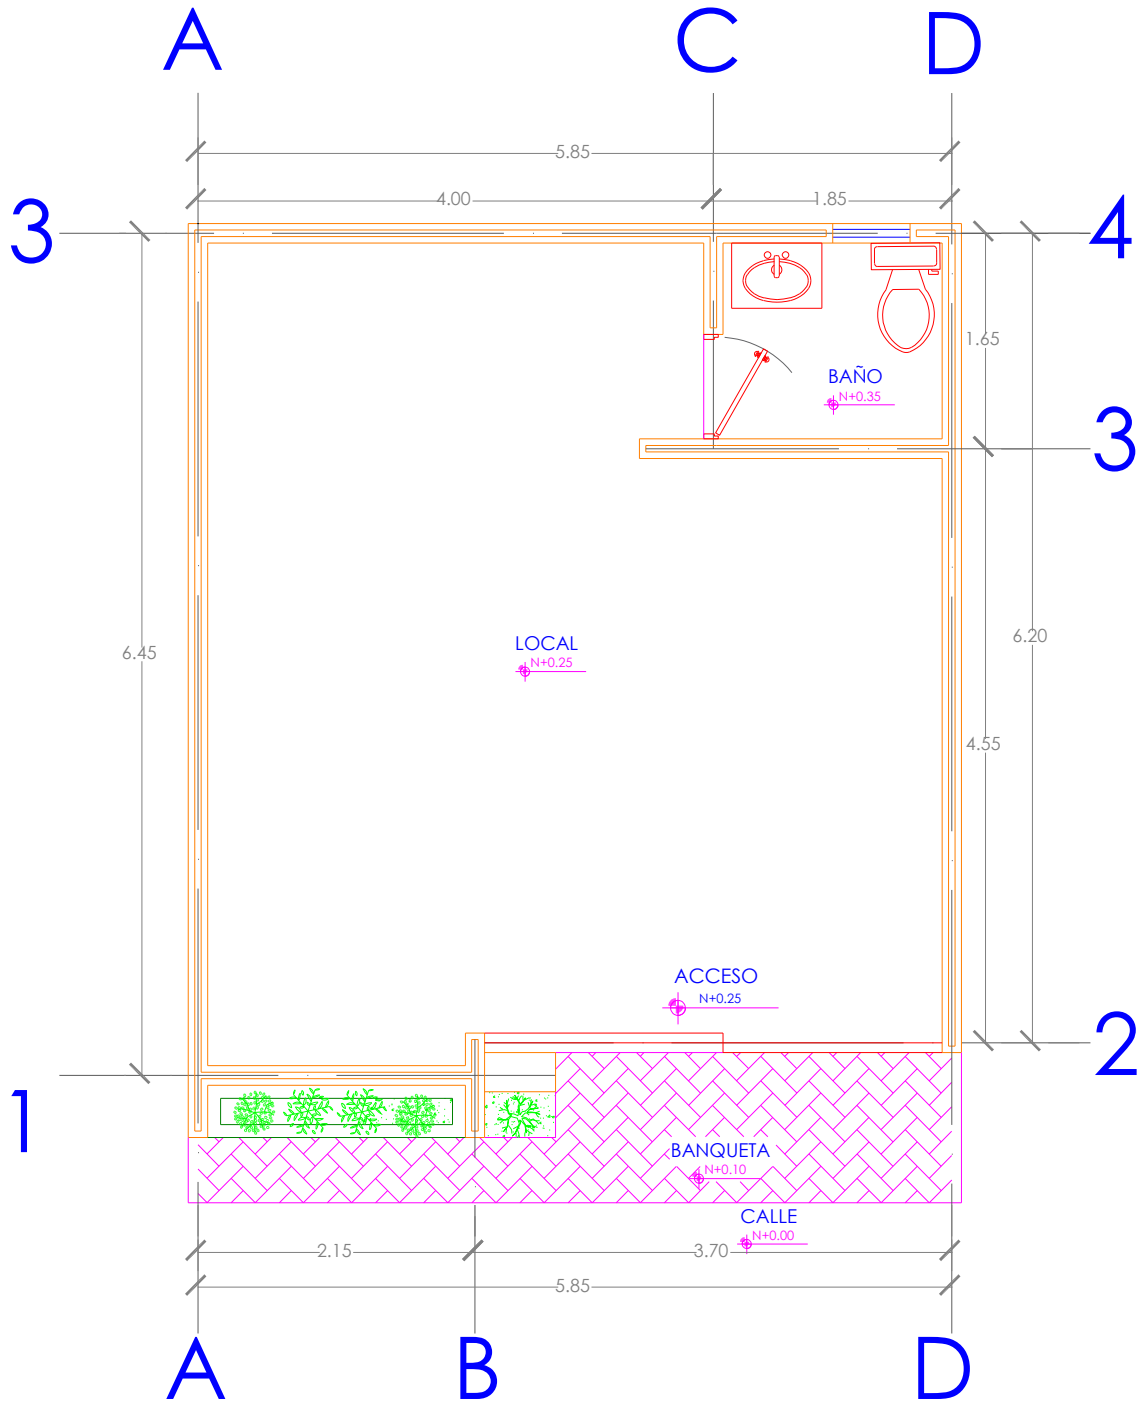 A C D
5.85
4.00 1.85
3 4
1.65
BAÑO
N+0.35
3
6.20
LOCAL
N+0.25
6.45
4.55
ACCESO
N+0.25
2
1
BANQUETA
N+0.10
CALLE
N+0.00
2.15 3.70
5.85
A B D